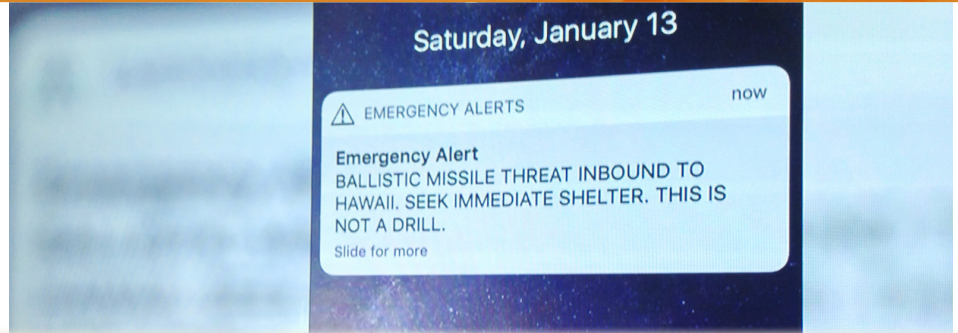 Saturday, January 13
EMERGENCY ALERTS
now
Emergency Alert
BALLISTIC MISSILE THREAT INBOUND TO
HAWAII. SEEK IMMEDIATE SHELTER. THIS IS
NOT A DRILL.
Slide for more